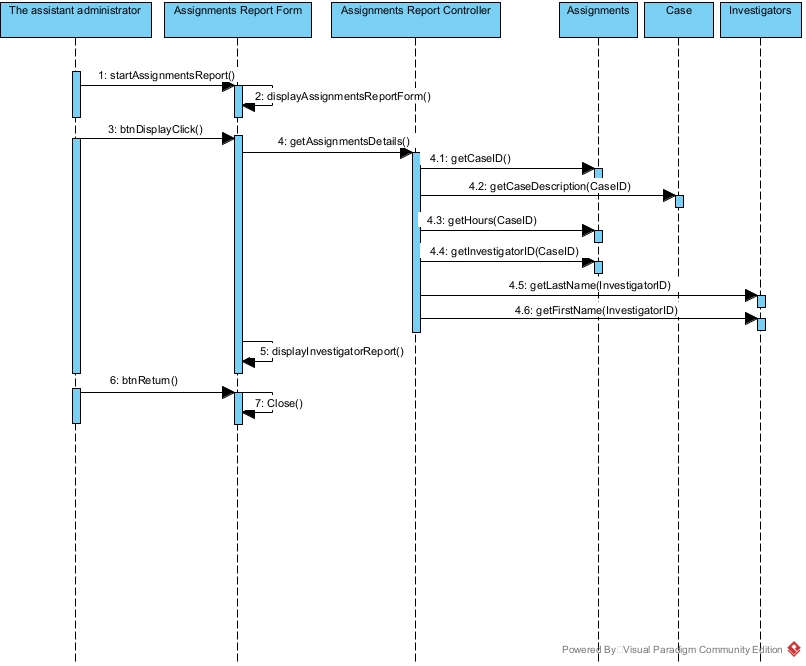 The assistant administrator
Assignments Report Form
Assignments Report Controller
Assignments
Case
Investigators
1: startAssignmentsReport()
2: displayAssignmentsReportForm()
3: btnDisplayClick()
4: getAssignmentsDetails()
4.1: getCaseID()
4.2: getCaseDescription(CaseID)
4.3: getHours(CaseID)
4.4: getInvestigatorID(CaseID)
4.5: getLastName(InvestigatorID)
4.6: getFirstName(InvestigatorID)
5: displayInvestigatorReport()
6: btnReturn()
7: Close()
Powered By Visual Paradigm Community Edition